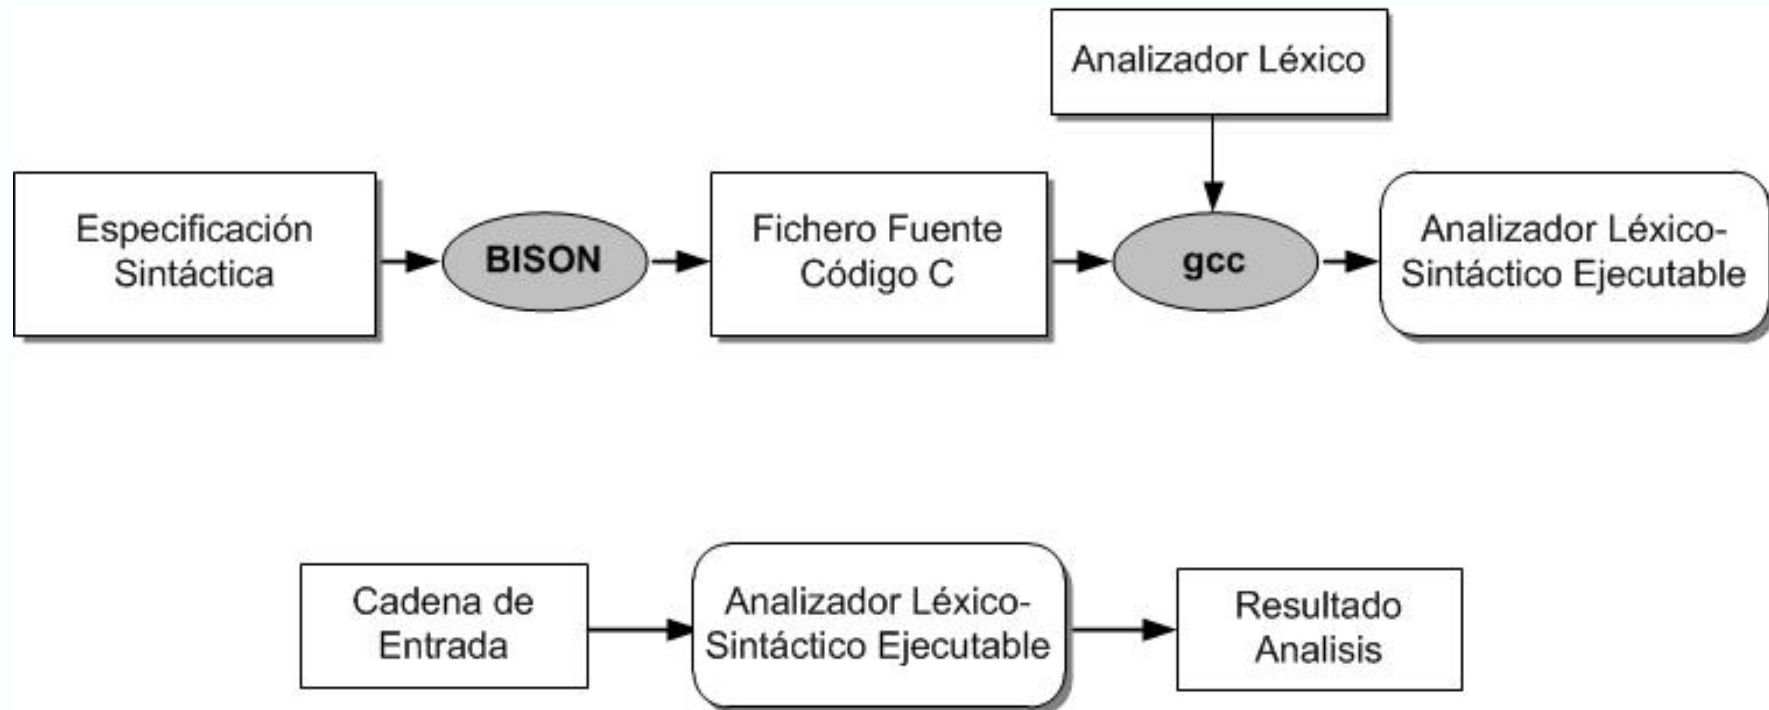 Analizador Léxico
Especificación
Sintáctica
BISON
Fichero Fuente
Código C
gcc
Analizador Léxico-
Sintáctico Ejecutable
Cadena de
Entrada
Analizador Léxico-
Sintáctico Ejecutable
Resultado
Analisis